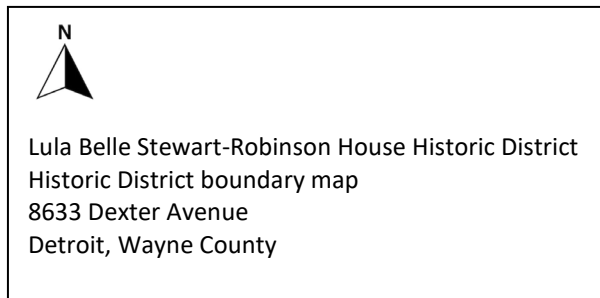 N
Lula Belle Stewart-Robinson House Historic District
Historic District boundary map
8633 Dexter Avenue
Detroit, Wayne County